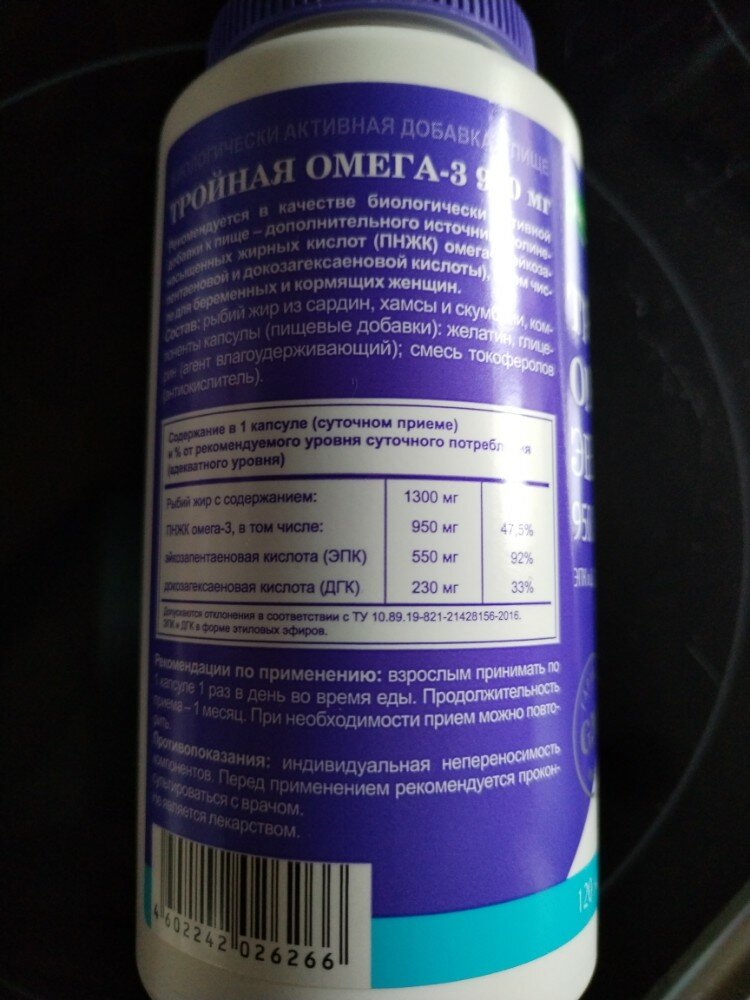 БИОЛОГИЧЕСКИ АКТИВНАЯ ДОБАВКА ПИЩЕ
ТРОЙНАЯ ОМЕГА-3 мг
Рекомендуется в качестве биологически
добавки к пище – дополнительного
жирных кислот (ПНЖК) омега-
и докозагексаеновой кислоты), чис-
ле для беременных и кормящих женщин.
Состав: рыбий жир из сардин, хамсы и ком-
поненты капсулы (пищевые добавки): желатин, глице-
рин (агент влагоудерживающий); смесь токоферолов
(антиокислитель).
Содержание в 1 капсуле (суточном приеме)
и % от рекомендуемого уровня суточного
(адекватного уровня)
Рыбий жир с содержанием: 1300 мг
ПНЖК омега-3, в том числе: 950 мг 47,5%
эйкозапентаеновая кислота (ЭПК) 550 мг 92%
докозагексаеновая кислота (ДГК) 230 мг 33%
Допускаются отклонения в соответствии с ТУ 10.89.19-821-21428156-2016.
ЭПК и ДГК в форме этиловых эфиров.
Рекомендации по применению: взрослым принимать по
1 капсуле 1 раз в день во время еды. Продолжительность
приема – 1 месяц. При необходимости прием можно повто-
рить.
Противопоказания: индивидуальная непереносимость
компонентов. Перед применением рекомендуется прокон-
сультироваться с врачом.
Не является лекарством.
4 602242 026266